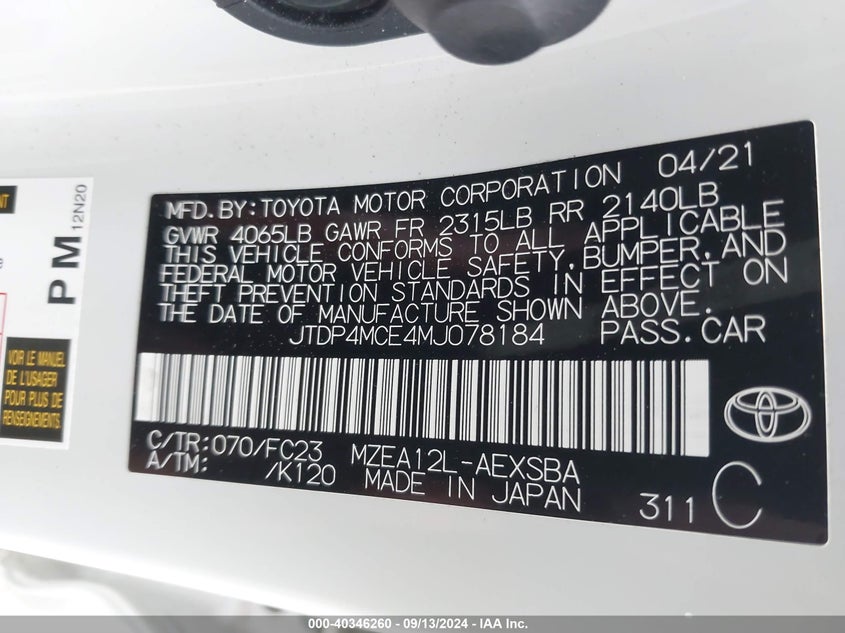 NT
PM 12N20
VOIR LE MANUEL
DE L'USAGER
POUR PLUS DE
RENSEIGNEMENTS.
MFD. BY: TOYOTA MOTOR CORPORATION 04/21
GVWR 4065LB GAWR FR 2315LB RR 2140LB
THIS VEHICLE CONFORMS TO ALL APPLICABLE
FEDERAL MOTOR VEHICLE SAFETY, BUMPER, AND
THEFT PREVENTION STANDARDS IN EFFECT ON
THE DATE OF MANUFACTURE SHOWN ABOVE.
JTDP4MCE4MJ078184 PASS. CAR
C/TR: 070/FC23 MZEA12L-AEXSBA
A/TM: /K120 MADE IN JAPAN 311 C
000-40346260 - 09/13/2024 - IAA Inc.